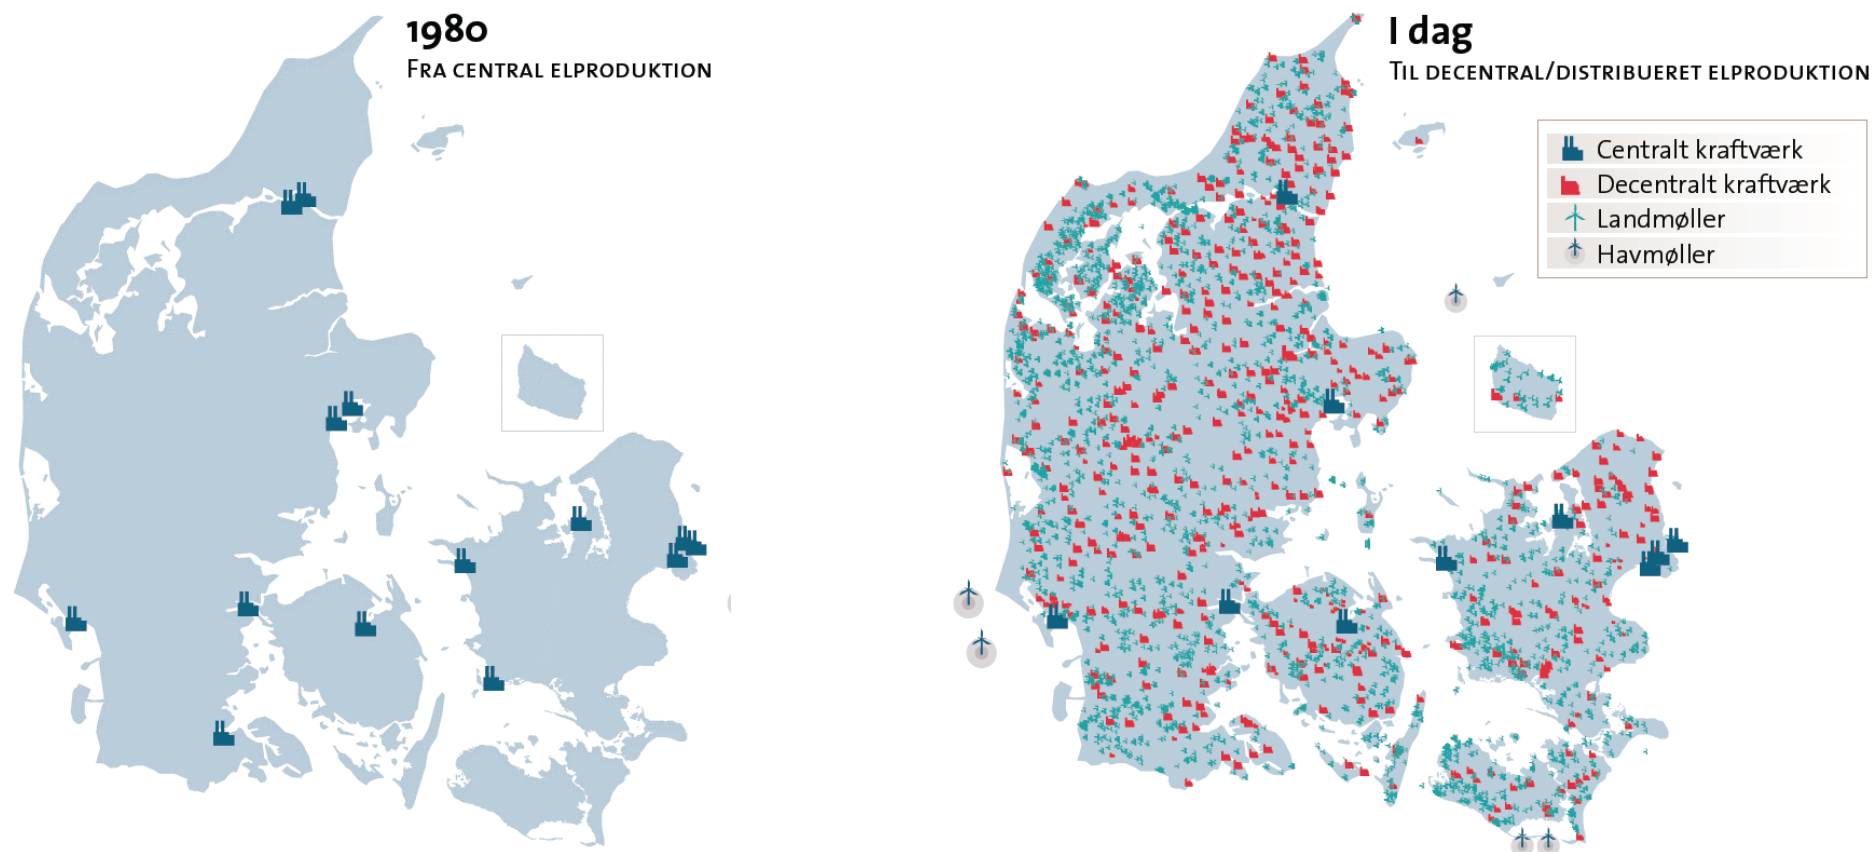 1980
Fra central elproduktion
I dag
Til decentral/distribueret elproduktion
Centralt kraftværk
Decentralt kraftværk
Landmøller
Havmøller